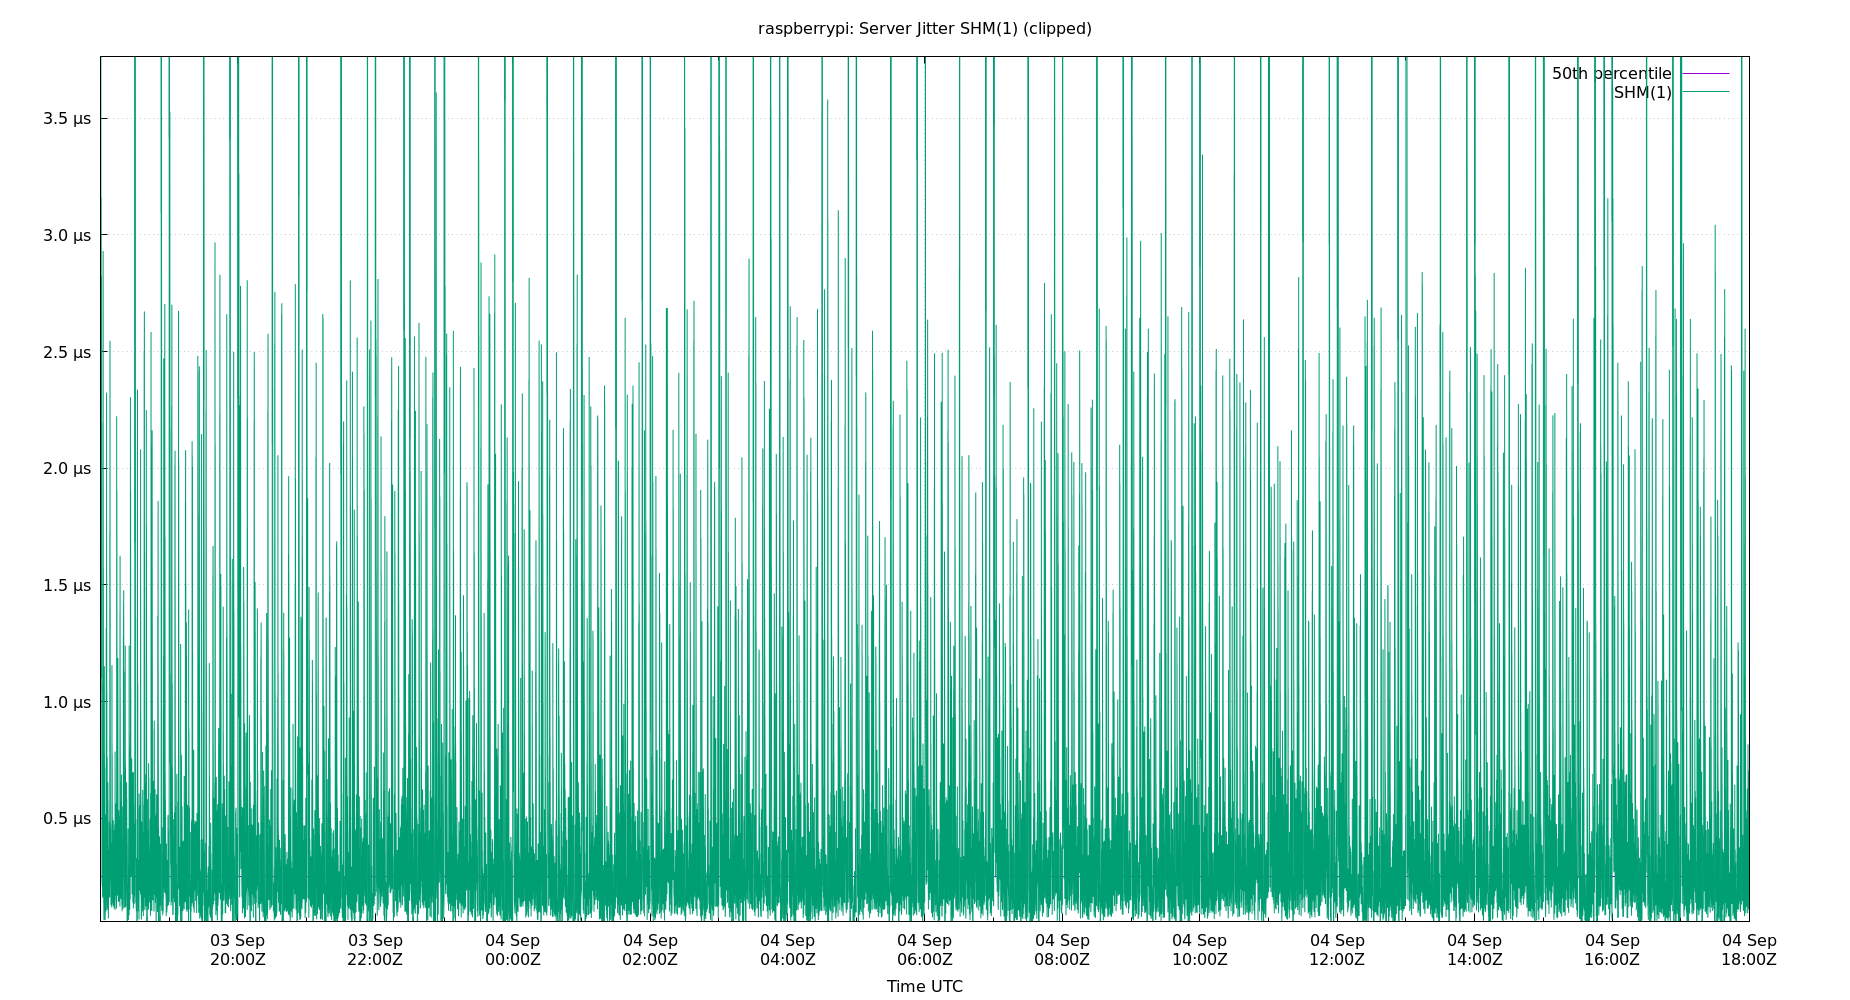 raspberrypi: Server Jitter SHM(1) (clipped)
50th percentile
SHM(1)
3.5 µs
3.0 µs
2.5 µs
2.0 µs
1.5 µs
1.0 µs
0.5 µs
03 Sep 03 Sep 04 Sep 04 Sep 04 Sep 04 Sep 04 Sep 04 Sep 04 Sep 04 Sep 04 Sep 04 Sep
20:00Z 22:00Z 00:00Z 02:00Z 04:00Z 06:00Z 08:00Z 10:00Z 12:00Z 14:00Z 16:00Z 18:00Z
Time UTC